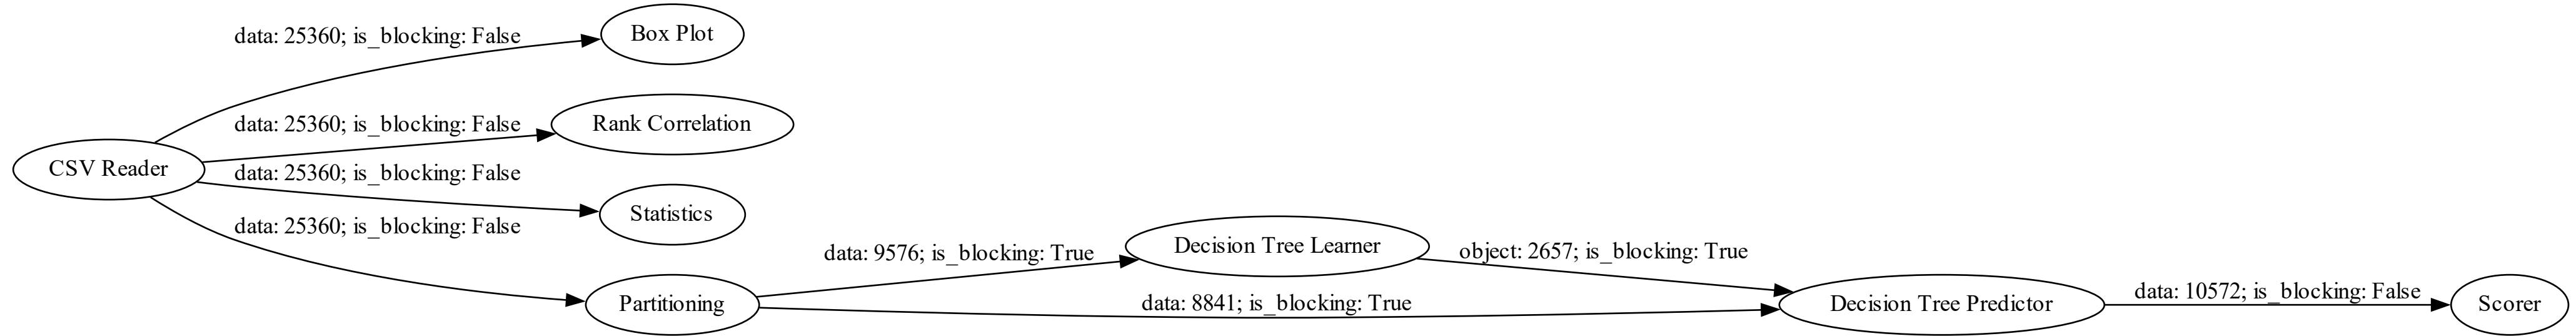 data: 25360; is_blocking: False
Box Plot
data: 25360; is_blocking: False
Rank Correlation
CSV Reader
data: 25360; is_blocking: False
Statistics
data: 25360; is_blocking: False
Partitioning
data: 9576; is_blocking: True
Decision Tree Learner
object: 2657; is_blocking: True
data: 8841; is_blocking: True
Decision Tree Predictor
data: 10572; is_blocking: False
Scorer